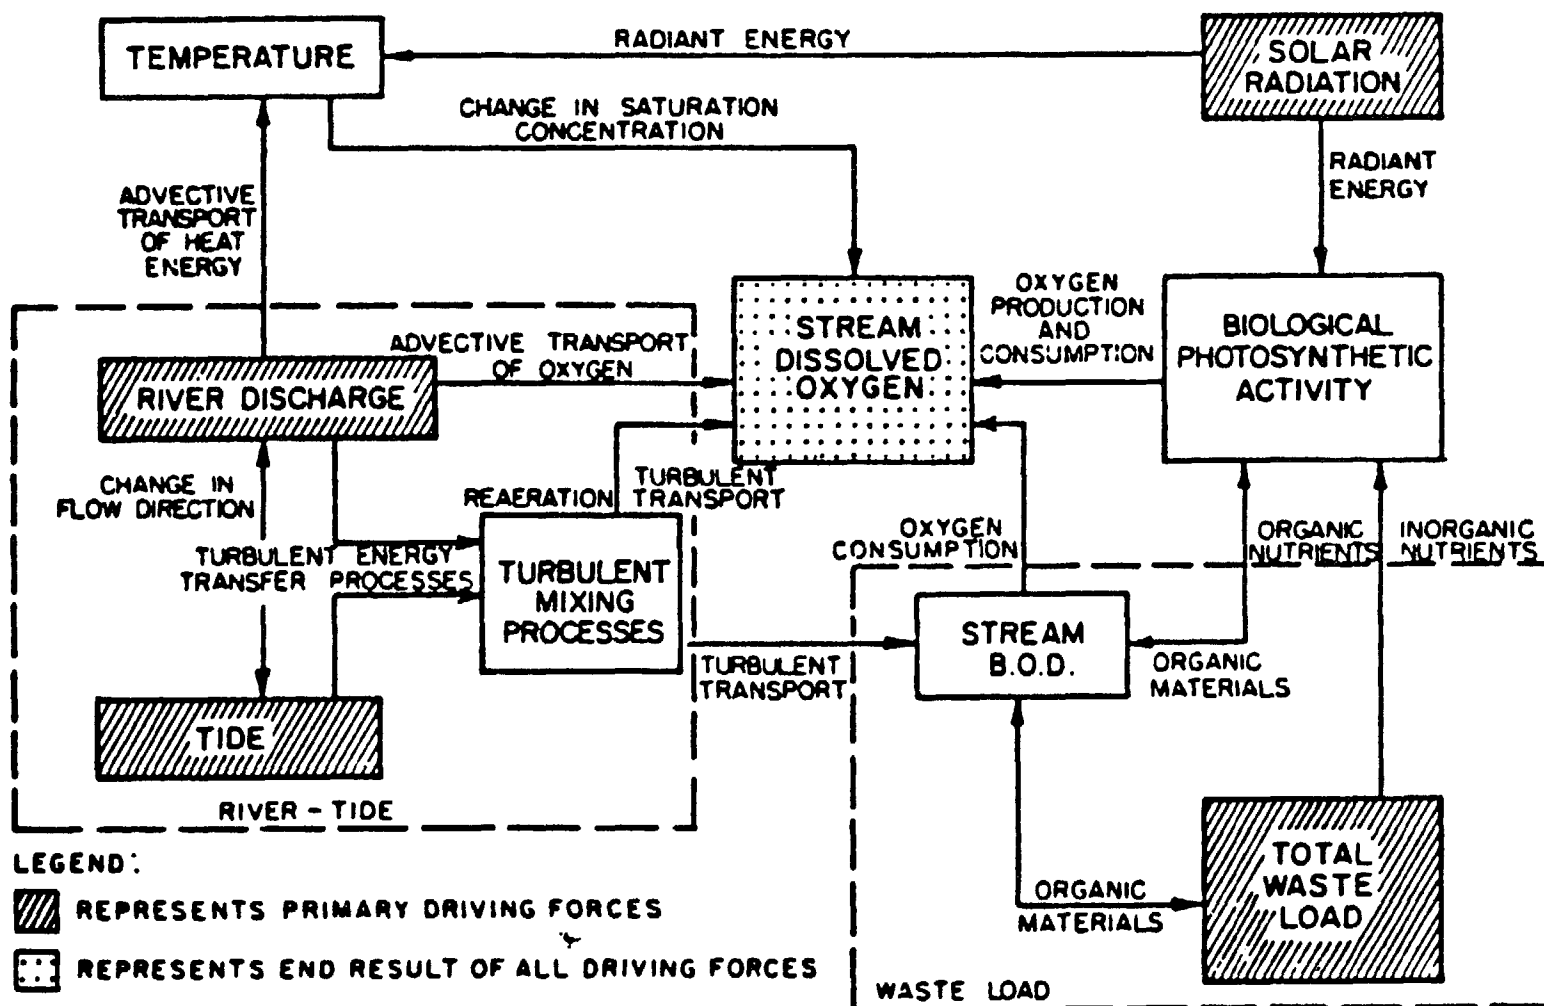 TEMPERATURE
RADIANT ENERGY
SOLAR
RADIATION
CHANGE IN SATURATION
CONCENTRATION
RADIANT
ENERGY
ADVECTIVE
TRANSPORT
OF HEAT
ENERGY
ADVECTIVE TRANSPORT
OF OXYGEN
RIVER DISCHARGE
STREAM
DISSOLVED
OXYGEN
OXYGEN
PRODUCTION
AND
CONSUMPTION
BIOLOGICAL
PHOTOSYNTHETIC
ACTIVITY
CHANGE IN
FLOW DIRECTION
REAERATION
TURBULENT
TRANSPORT
TURBULENT ENERGY
TRANSFER PROCESSES
TURBULENT
MIXING
PROCESSES
OXYGEN
CONSUMPTION
ORGANIC
NUTRIENTS
INORGANIC
NUTRIENTS
STREAM
B.O.D.
TURBULENT
TRANSPORT
ORGANIC
MATERIALS
TIDE
RIVER - TIDE
ORGANIC
MATERIALS
TOTAL
WASTE
LOAD
WASTE LOAD
LEGEND:
REPRESENTS PRIMARY DRIVING FORCES
REPRESENTS END RESULT OF ALL DRIVING FORCES